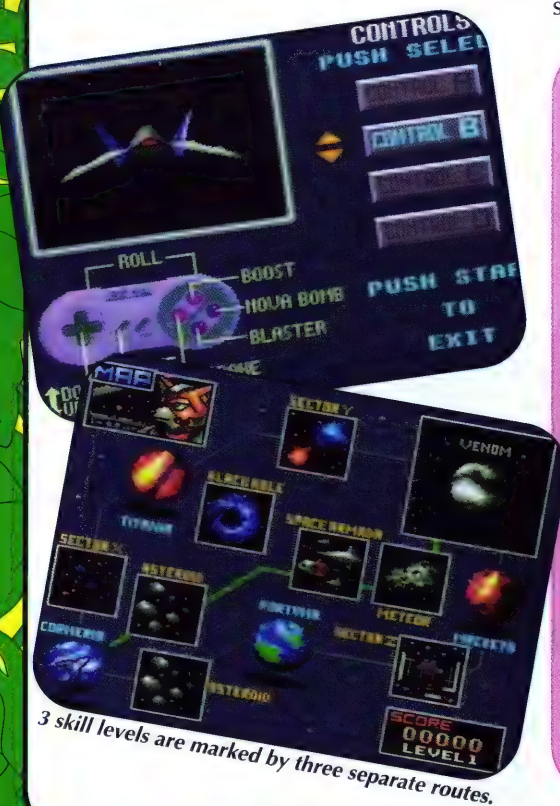 CONTROLS
PUSH SELE
CONTROL B
ROLL
BOOST
NOVA BOMB
BLASTER
PUSH STAR
TO
EXIT
MAP
SECTOR Y
VENOM
TITANIA
BLACK HOLE
SPACE ARMADA
SECTOR X
ASTEROID
METEOR
FORTUNA
SECTOR Z
MACBETH
CORNERIA
ASTEROID
SCORE
00000
LEVEL 1
3 skill levels are marked by three separate routes.